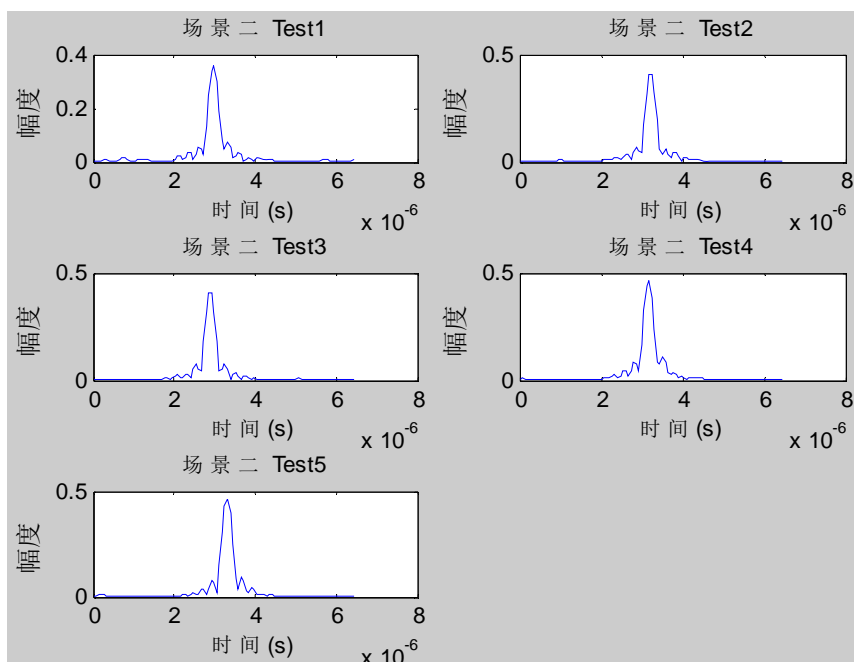 场景二 Test1
0.4
0.2
0
幅度
0 2 4 6 8
时间(s)
x 10^-6
场景二 Test2
0.5
0
幅度
0 2 4 6 8
时间(s)
x 10^-6
场景二 Test3
0.5
0
幅度
0 2 4 6 8
时间(s)
x 10^-6
场景二 Test4
0.5
0
幅度
0 2 4 6 8
时间(s)
x 10^-6
场景二 Test5
0.5
0
幅度
0 2 4 6 8
时间(s)
x 10^-6